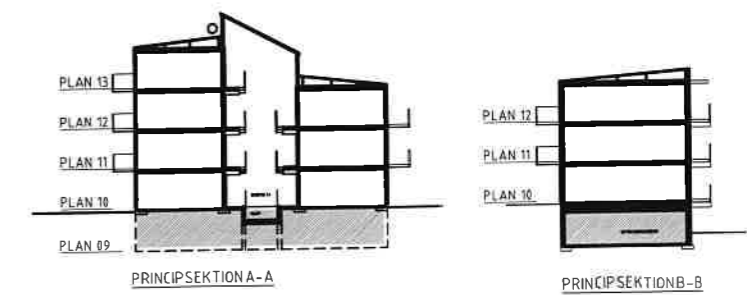 PLAN 13
PLAN 12
PLAN 11
PLAN 10
PLAN 09
PRINCIPSEKTION A-A
PLAN 12
PLAN 11
PLAN 10
PRINCIPSEKTION B-B